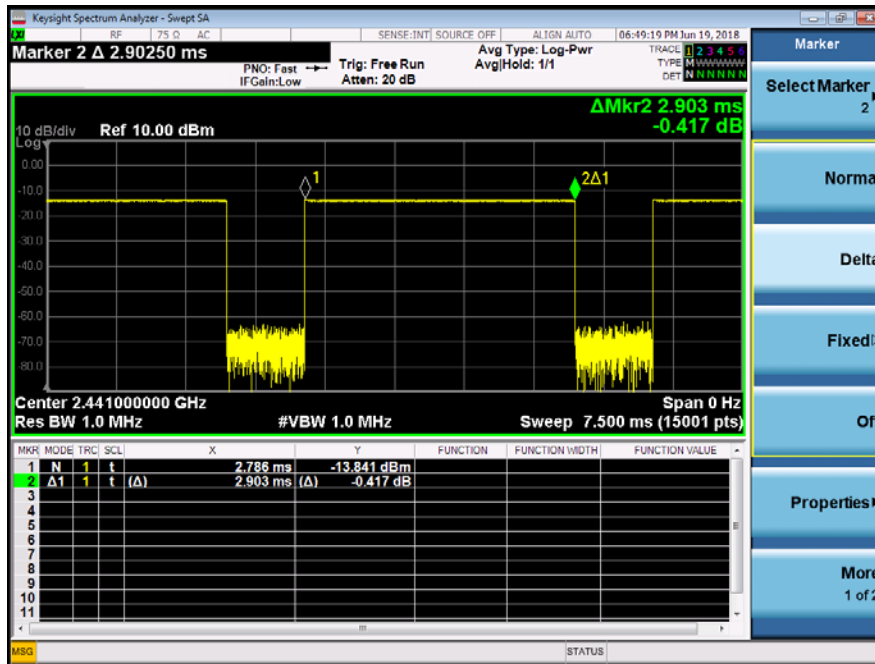 Keysight Spectrum Analyzer - Swept SA
LXI RF 75 Ω AC SENSE:INT SOURCE OFF ALIGN AUTO 06:49:19 PM Jun 19, 2018
Marker 2 Δ 2.90250 ms
PNO: Fast
IFGain:Low
Trig: Free Run
Atten: 20 dB
Avg Type: Log-Pwr
Avg|Hold: 1/1
TRACE 1 2 3 4 5 6
TYPE M W W W W W
DET N N N N N N
ΔMkr2 2.903 ms
-0.417 dB
10 dB/div Ref 10.00 dBm
Log
0.00
-10.0
-20.0
-30.0
-40.0
-50.0
-60.0
-70.0
-80.0
1
2Δ1
Center 2.441000000 GHz Span 0 Hz
Res BW 1.0 MHz #VBW 1.0 MHz Sweep 7.500 ms (15001 pts)
MKR MODE TRC SCL X Y FUNCTION FUNCTION WIDTH FUNCTION VALUE
1 N 1 t 2.786 ms -13.841 dBm
2 Δ1 1 t (Δ) 2.903 ms (Δ) -0.417 dB
3
4
5
6
7
8
9
10
11
MSG STATUS
Marker
Select Marker
2
Norma
Delta
Fixed
Of
Properties
More
1 of 2